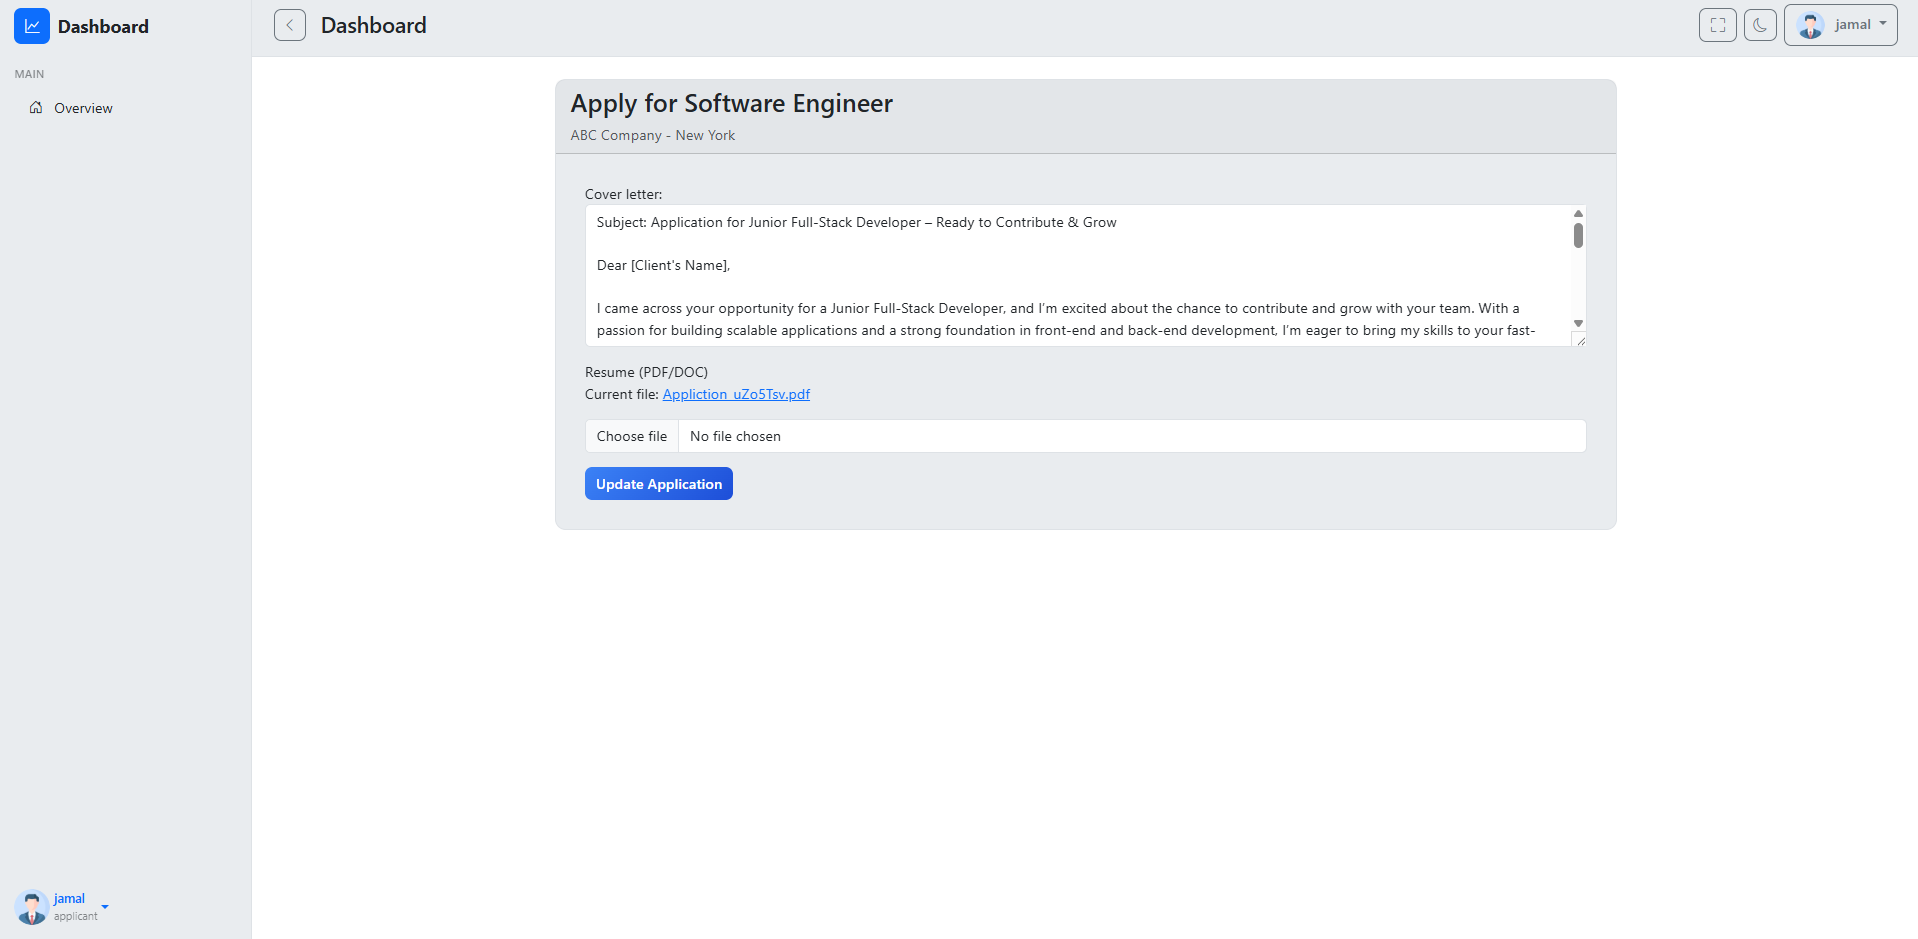 Dashboard
MAIN
Overview
Dashboard
jamal
Apply for Software Engineer
ABC Company - New York
Cover letter:
Subject: Application for Junior Full-Stack Developer – Ready to Contribute & Grow
Dear [Client's Name],
I came across your opportunity for a Junior Full-Stack Developer, and I’m excited about the chance to contribute and grow with your team. With a
passion for building scalable applications and a strong foundation in front-end and back-end development, I’m eager to bring my skills to your fast-
Resume (PDF/DOC)
Current file: Appliction_uZo5Tsv.pdf
Choose file No file chosen
Update Application
jamal
applicant